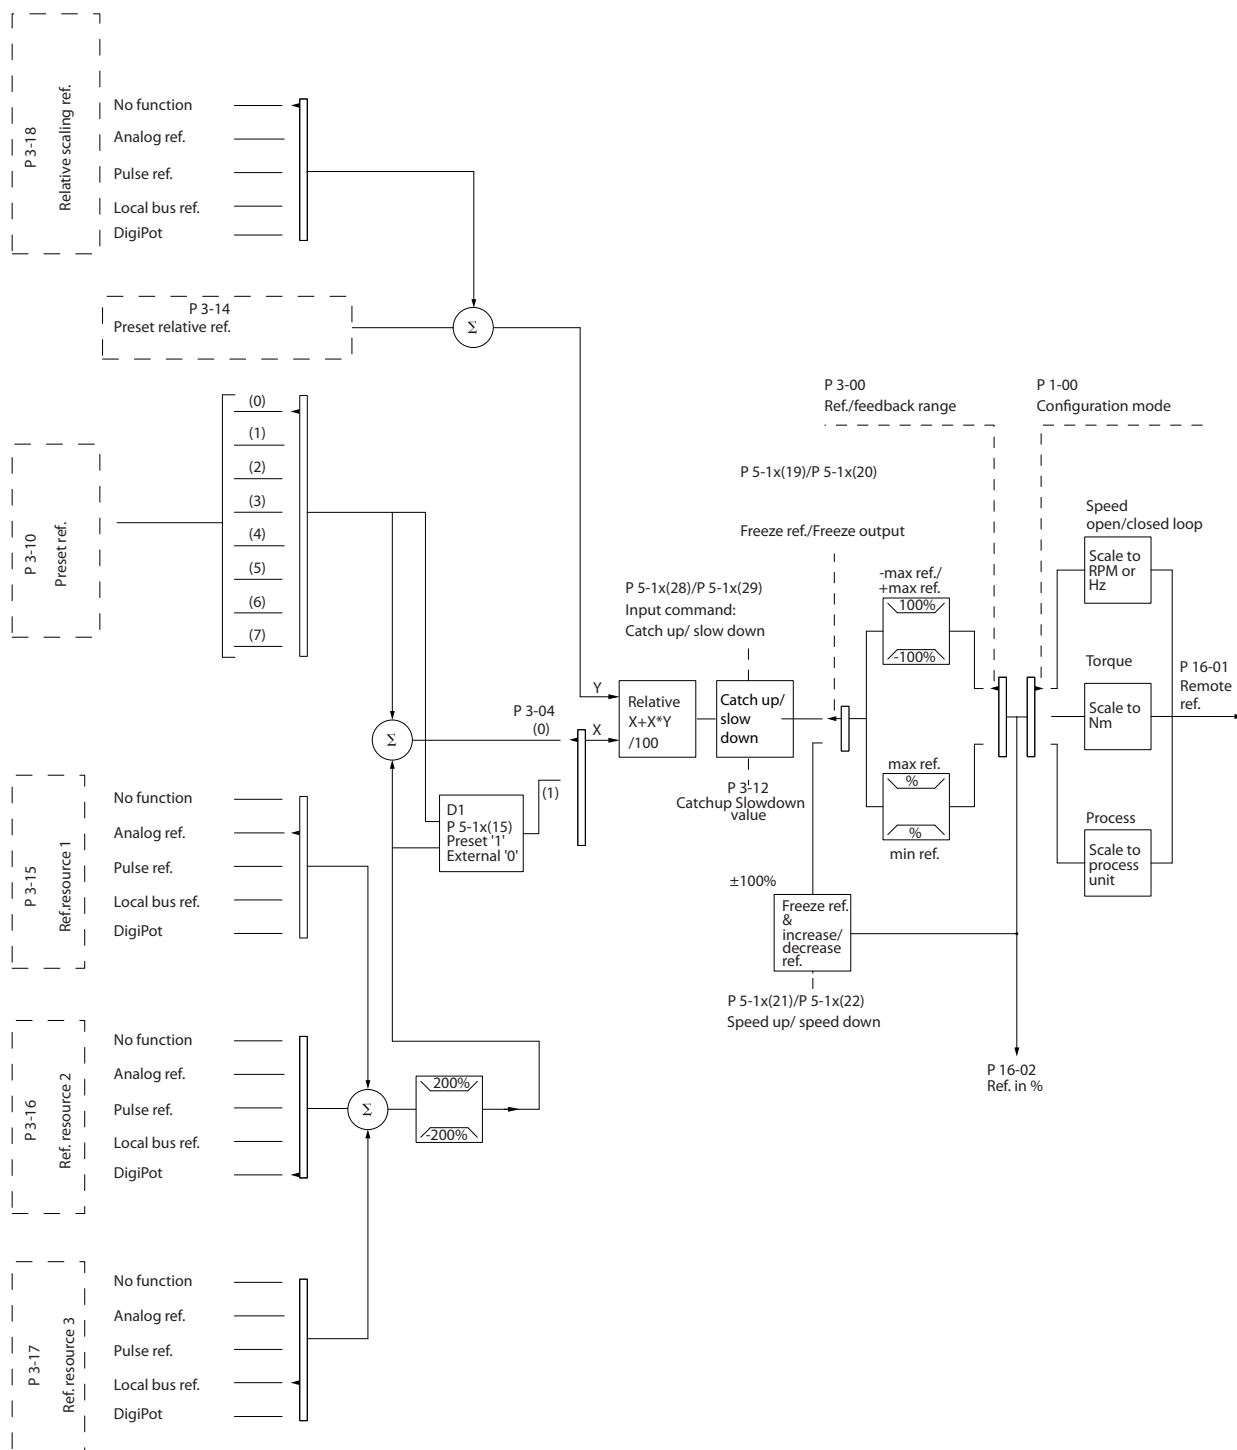 P 3-18
Relative scaling ref.
No function
Analog ref.
Pulse ref.
Local bus ref.
DigiPot
P 3-14
Preset relative ref.
Σ
P 3-10
Preset ref.
(0)
(1)
(2)
(3)
(4)
(5)
(6)
(7)
P 3-15
Ref.resource 1
No function
Analog ref.
Pulse ref.
Local bus ref.
DigiPot
P 3-16
Ref. resource 2
No function
Analog ref.
Pulse ref.
Local bus ref.
DigiPot
P 3-17
Ref. resource 3
No function
Analog ref.
Pulse ref.
Local bus ref.
DigiPot
Σ
200%
-200%
Σ
D1
P 5-1x(15)
Preset '1'
External '0'
P 3-04
(0)
(1)
Y
X
Relative
X+X*Y
/100
P 5-1x(28)/P 5-1x(29)
Input command:
Catch up/ slow down
Catch up/
slow
down
P 3-12
Catchup Slowdown
value
P 5-1x(19)/P 5-1x(20)
Freeze ref./Freeze output
±100%
Freeze ref.
&
increase/
decrease
ref.
P 5-1x(21)/P 5-1x(22)
Speed up/ speed down
P 3-00
Ref./feedback range
-max ref./
+max ref.
100%
-100%
max ref.
%
%
min ref.
P 1-00
Configuration mode
Speed
open/closed loop
Scale to
RPM or
Hz
Torque
Scale to
Nm
Process
Scale to
process
unit
P 16-01
Remote
ref.
P 16-02
Ref. in %